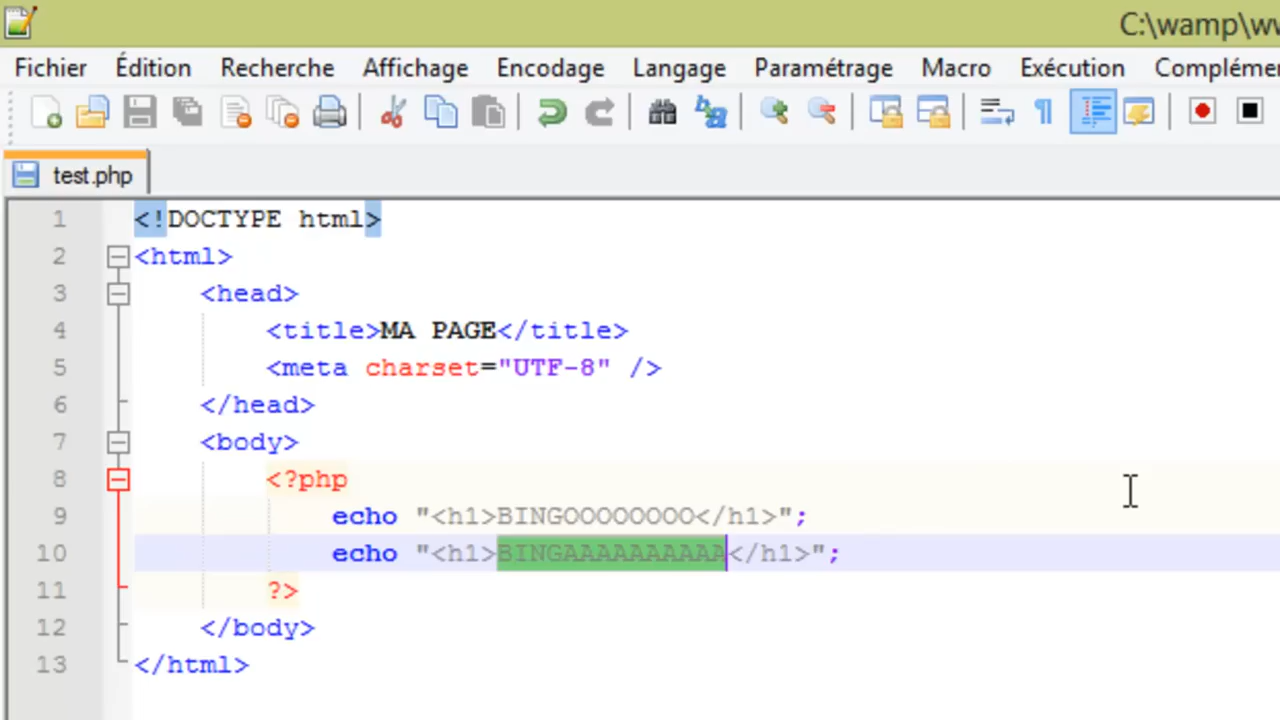 C:\wamp\ww
Fichier Édition Recherche Affichage Encodage Langage Paramétrage Macro Exécution Complémen
test.php
1 <!DOCTYPE html>
2 <html>
3 <head>
4 <title>MA PAGE</title>
5 <meta charset="UTF-8" />
6 </head>
7 <body>
8 <?php
9 echo "<h1>BINGOOOOOOOO</h1>";
10 echo "<h1>BINGAAAAAAAAAA</h1>";
11 ?>
12 </body>
13 </html>